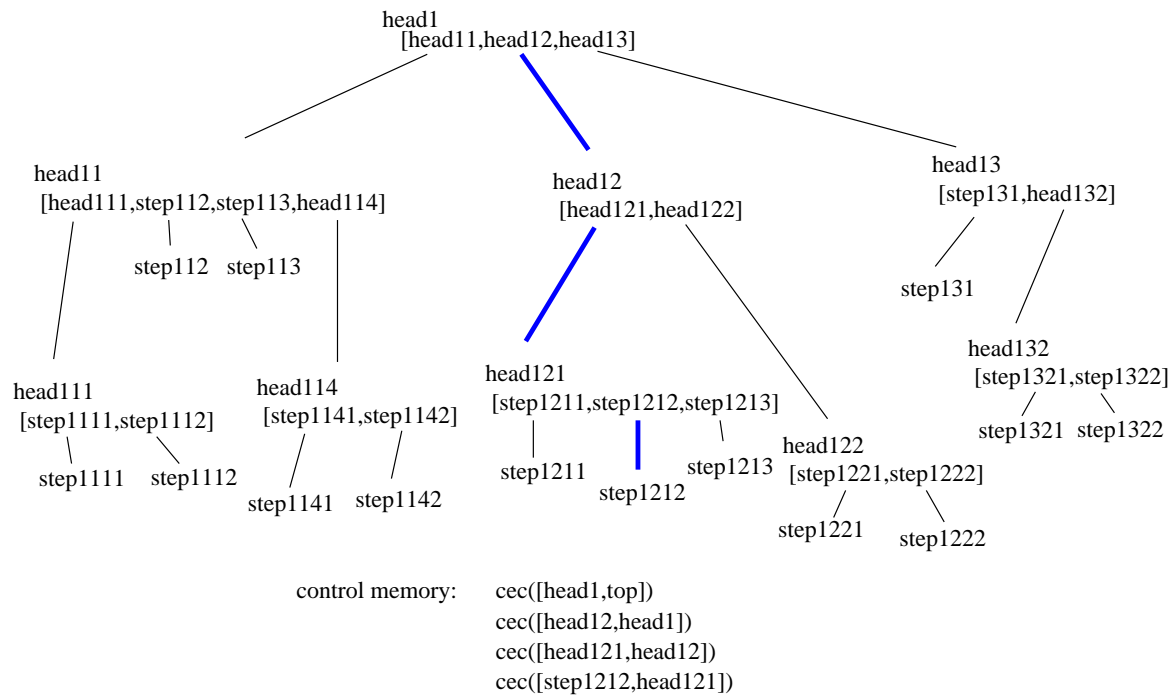 head1
[head11,head12,head13]
head11
[head111,step112,step113,head114]
step112 step113
head12
[head121,head122]
head13
[step131,head132]
step131
head111
[step1111,step1112]
step1111 step1112
head114
[step1141,step1142]
step1141 step1142
head121
[step1211,step1212,step1213]
step1211 step1212 step1213
head122
[step1221,step1222]
step1221 step1222
head132
[step1321,step1322]
step1321 step1322
control memory: cec([head1,top])
cec([head12,head1])
cec([head121,head12])
cec([step1212,head121])